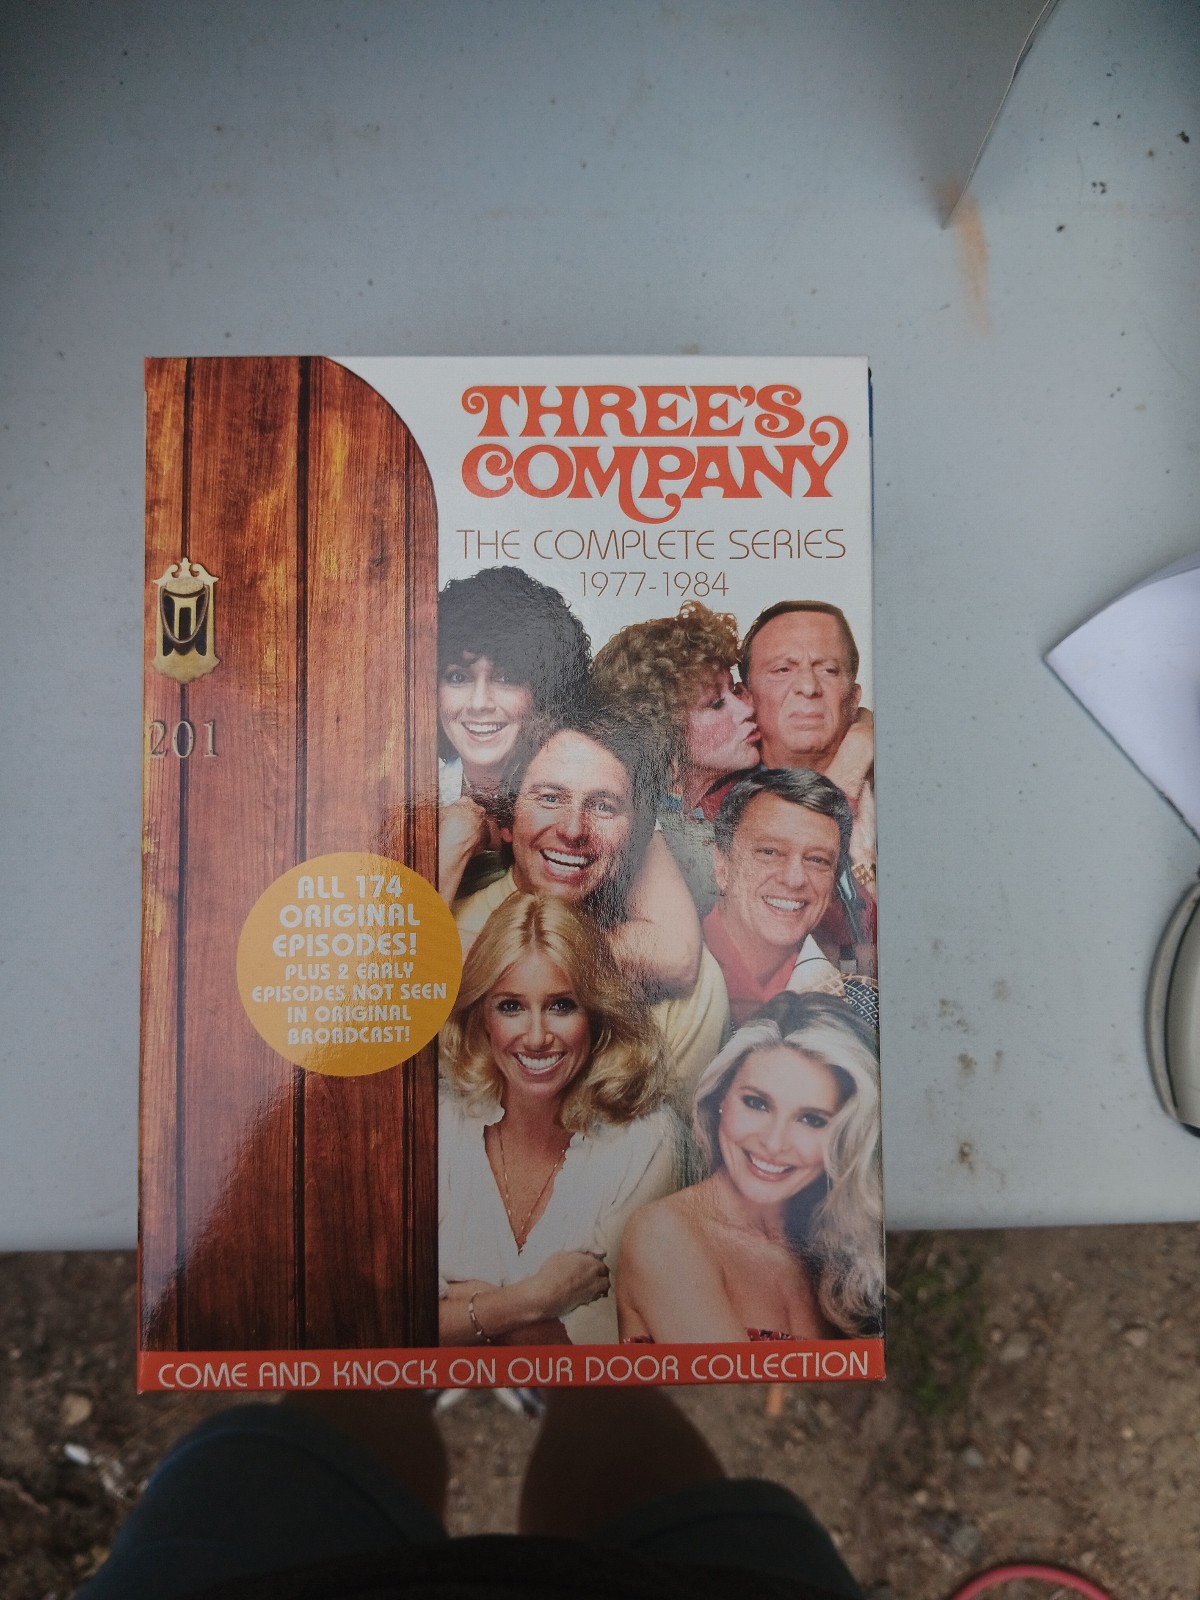 THREE'S
COMPANY
THE COMPLETE SERIES
1977-1984
201
ALL 174
ORIGINAL
EPISODES!
PLUS 2 EARLY
EPISODES NOT SEEN
IN ORIGINAL
BROADCAST!
COME AND KNOCK ON OUR DOOR COLLECTION